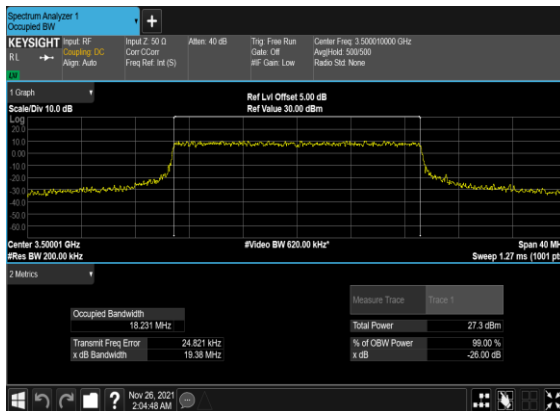 Spectrum Analyzer 1
Occupied BW
+
KEYSIGHT Input: RF Input Z: 50 Ω Atten: 40 dB Trig: Free Run Center Freq: 3.500010000 GHz
Coupling: DC Corr CCorr Gate: Off Avg|Hold: 500/500
RL Align: Auto Freq Ref: Int (S) #IF Gain: Low Radio Std: None
1 Graph
Ref Lvl Offset 5.00 dB
Scale/Div 10.0 dB Ref Value 30.00 dBm
Log
20.0
10.0
0.00
-10.0
-20.0
-30.0
-40.0
-50.0
-60.0
Center 3.50001 GHz #Video BW 620.00 kHz* Span 40 MH
#Res BW 200.00 kHz Sweep 1.27 ms (1001 pt
2 Metrics
Measure Trace Trace 1
Occupied Bandwidth
18.231 MHz Total Power 27.3 dBm
Transmit Freq Error 24.821 kHz % of OBW Power 99.00 %
x dB Bandwidth 19.38 MHz x dB -26.00 dB
? Nov 26, 2021
2:04:48 AM